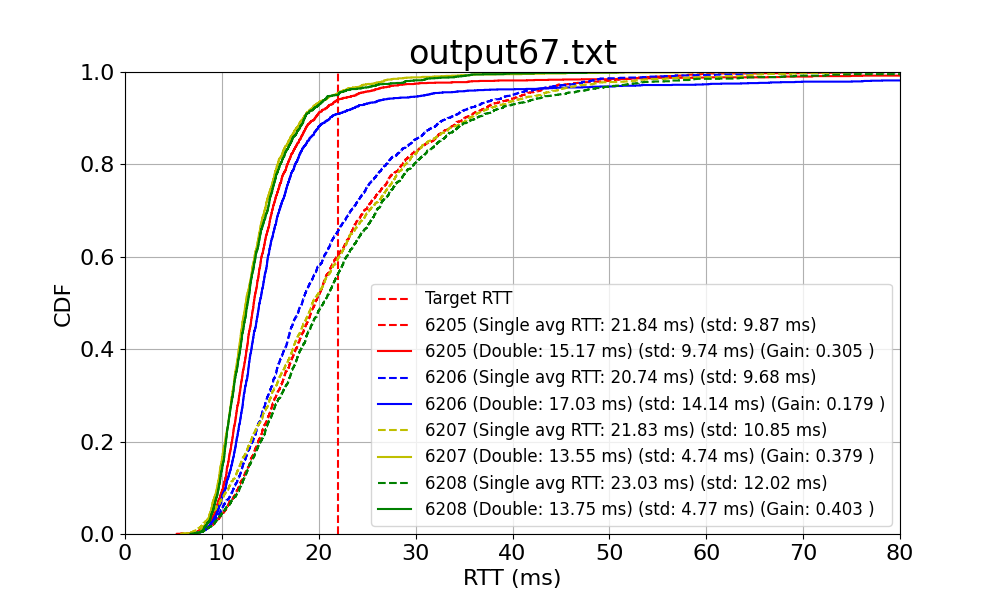 output67.txt
1.0
0.8
0.6
0.4
0.2
0.0
CDF
Target RTT
6205 (Single avg RTT: 21.84 ms) (std: 9.87 ms)
6205 (Double: 15.17 ms) (std: 9.74 ms) (Gain: 0.305 )
6206 (Single avg RTT: 20.74 ms) (std: 9.68 ms)
6206 (Double: 17.03 ms) (std: 14.14 ms) (Gain: 0.179 )
6207 (Single avg RTT: 21.83 ms) (std: 10.85 ms)
6207 (Double: 13.55 ms) (std: 4.74 ms) (Gain: 0.379 )
6208 (Single avg RTT: 23.03 ms) (std: 12.02 ms)
6208 (Double: 13.75 ms) (std: 4.77 ms) (Gain: 0.403 )
0 10 20 30 40 50 60 70 80
RTT (ms)